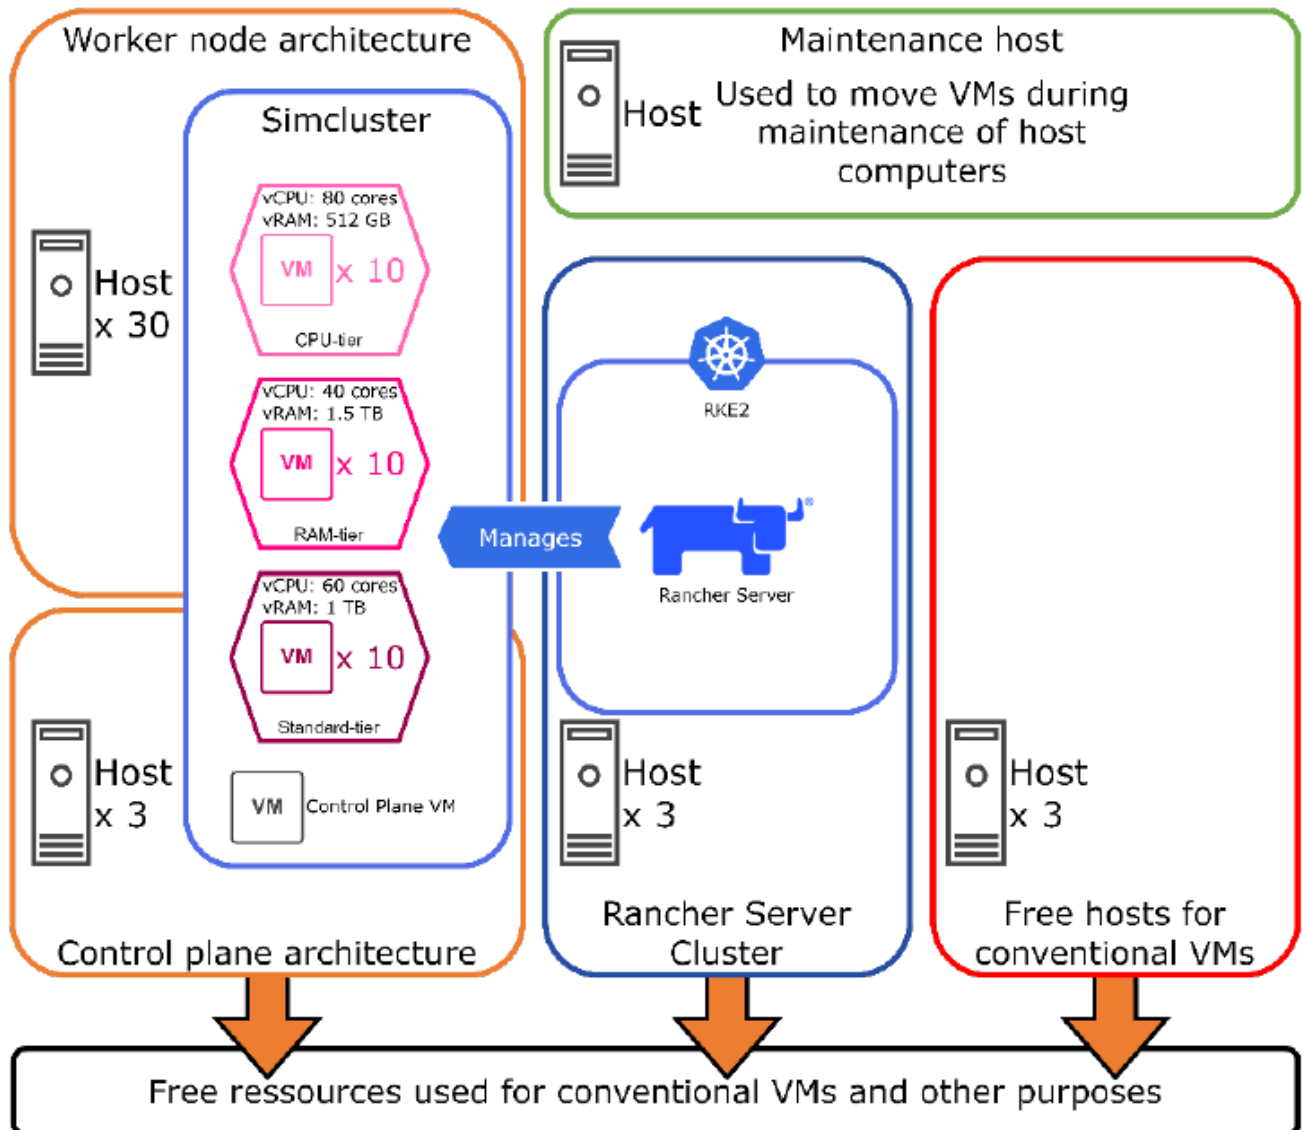 Worker node architecture
Simcluster
Host
x 30
vCPU: 80 cores
vRAM: 512 GB
VM x 10
CPU-tier
vCPU: 40 cores
vRAM: 1.5 TB
VM x 10
RAM-tier
vCPU: 60 cores
vRAM: 1 TB
VM x 10
Standard-tier
VM Control Plane VM
Host
x 3
Control plane architecture
Maintenance host
Host
Used to move VMs during
maintenance of host
computers
RKE2
Manages
®
Rancher Server
Host
x 3
Rancher Server
Cluster
Host
x 3
Free hosts for
conventional VMs
Free ressources used for conventional VMs and other purposes